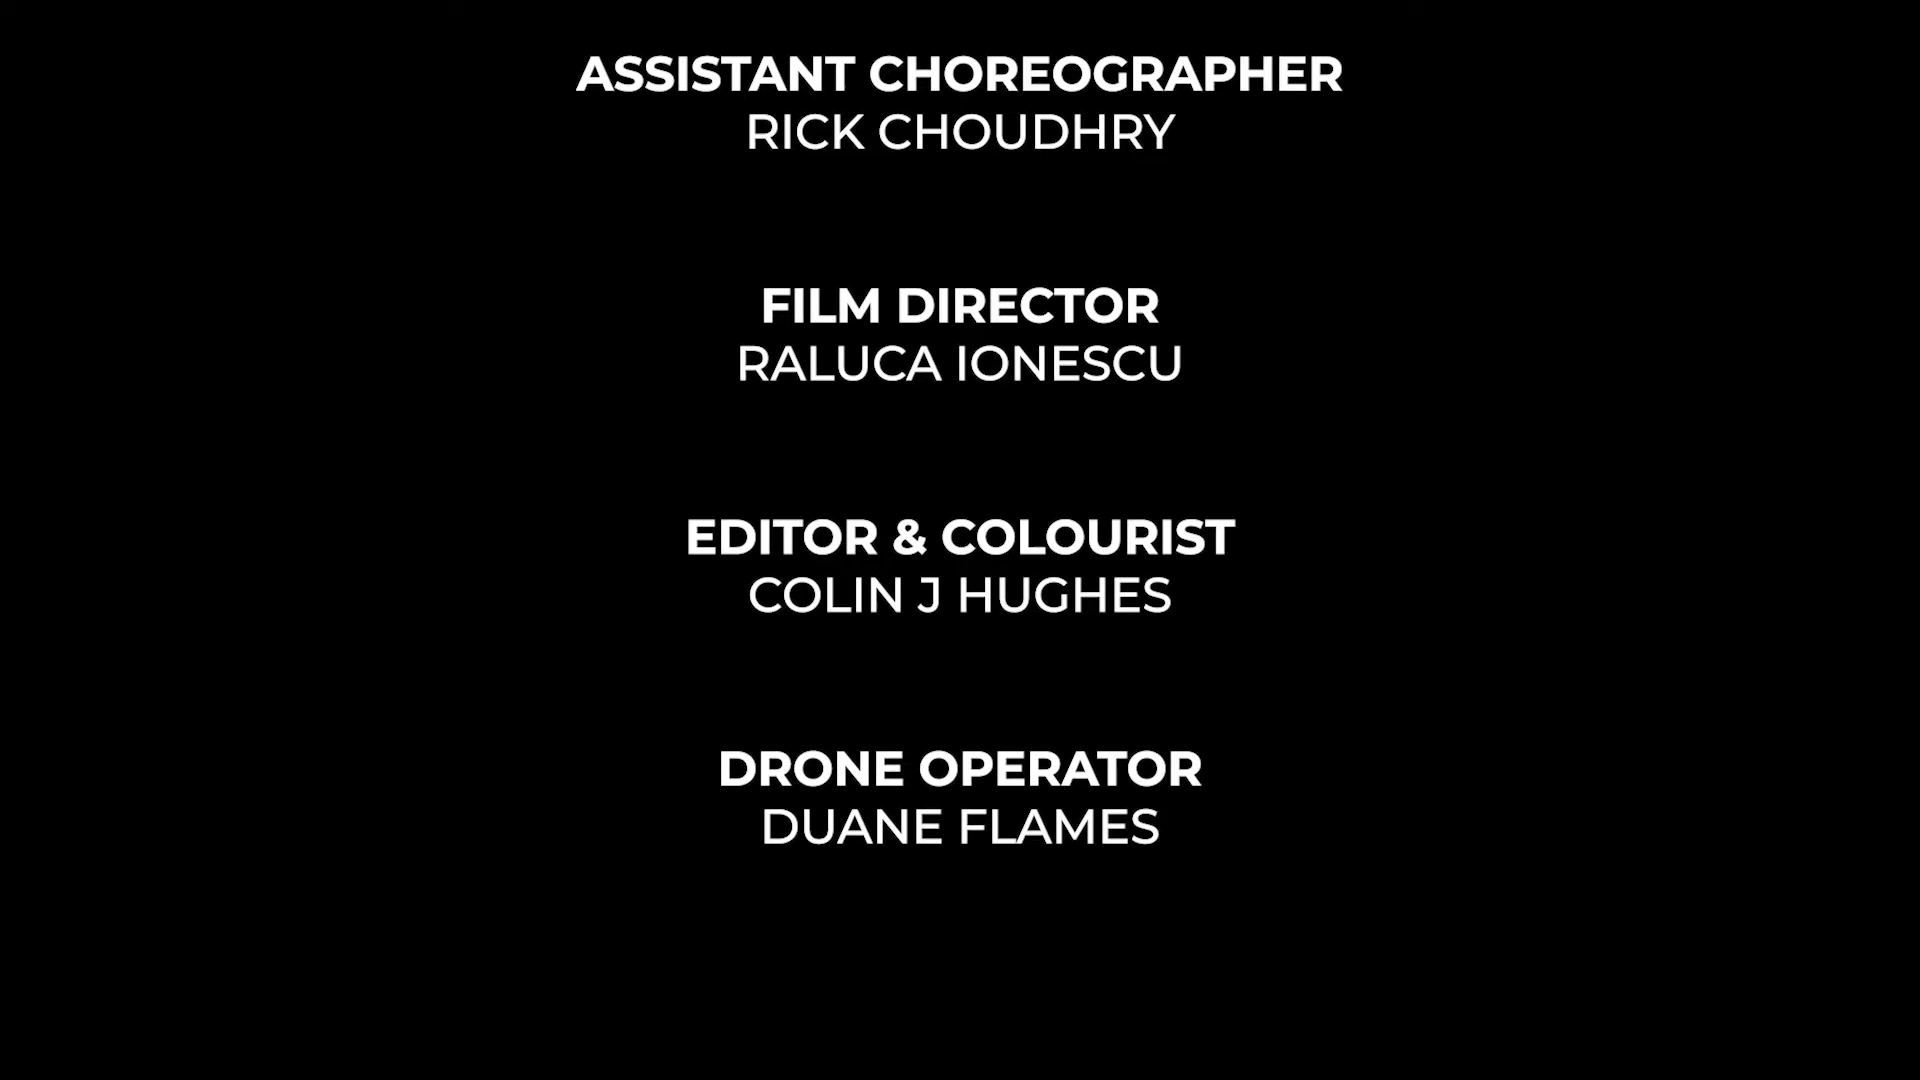 ASSISTANT CHOREOGRAPHER
RICK CHOUDHRY
FILM DIRECTOR
RALUCA IONESCU
EDITOR & COLOURIST
COLIN J HUGHES
DRONE OPERATOR
DUANE FLAMES